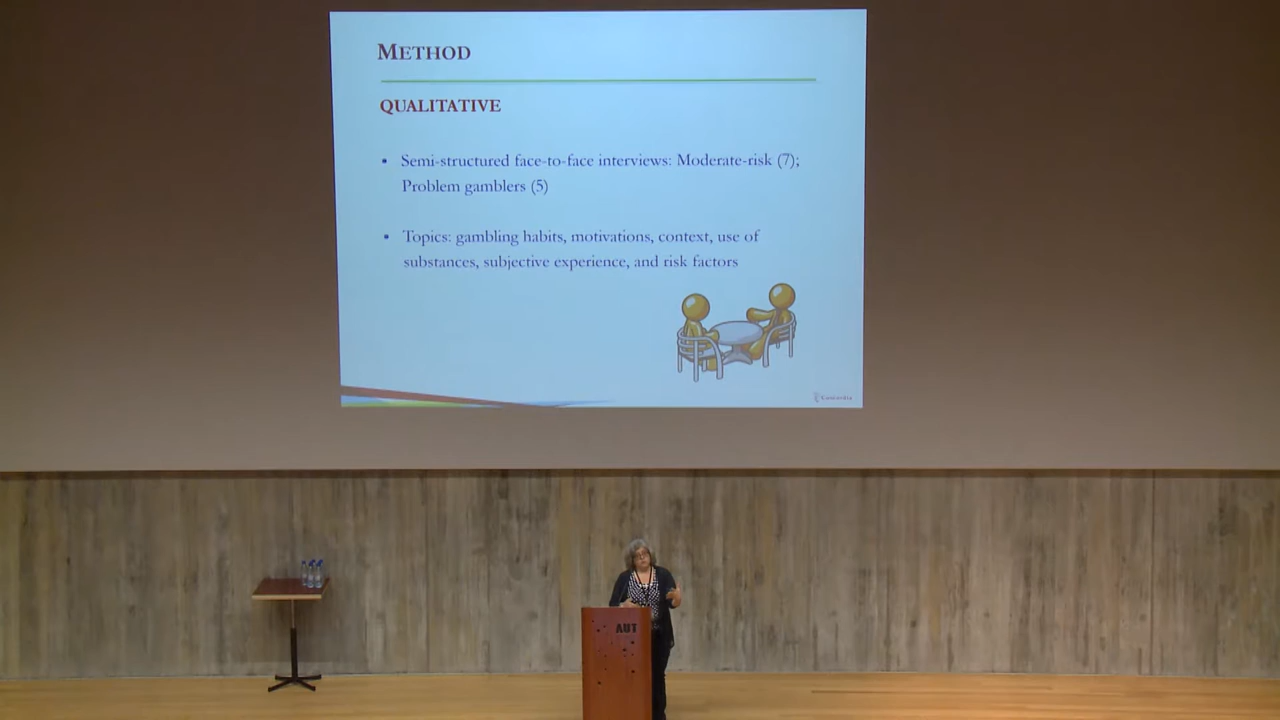 METHOD
QUALITATIVE
• Semi-structured face-to-face interviews: Moderate-risk (7);
Problem gamblers (5)
• Topics: gambling habits, motivations, context, use of
substances, subjective experience, and risk factors
Concordia
AUT